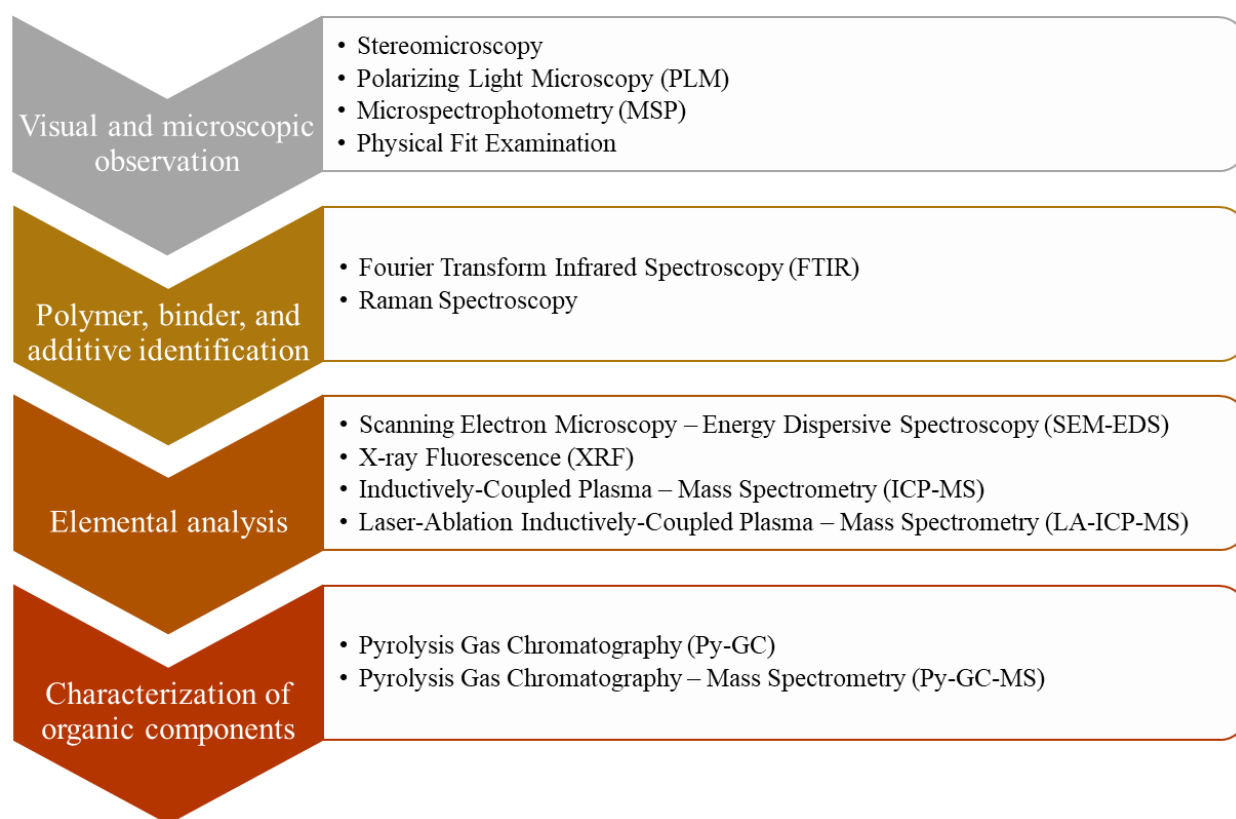 Visual and microscopic
observation
• Stereomicroscopy
• Polarizing Light Microscopy (PLM)
• Microspectrophotometry (MSP)
• Physical Fit Examination
Polymer, binder, and
additive identification
• Fourier Transform Infrared Spectroscopy (FTIR)
• Raman Spectroscopy
Elemental analysis
• Scanning Electron Microscopy – Energy Dispersive Spectroscopy (SEM-EDS)
• X-ray Fluorescence (XRF)
• Inductively-Coupled Plasma – Mass Spectrometry (ICP-MS)
• Laser-Ablation Inductively-Coupled Plasma – Mass Spectrometry (LA-ICP-MS)
Characterization of
organic components
• Pyrolysis Gas Chromatography (Py-GC)
• Pyrolysis Gas Chromatography – Mass Spectrometry (Py-GC-MS)